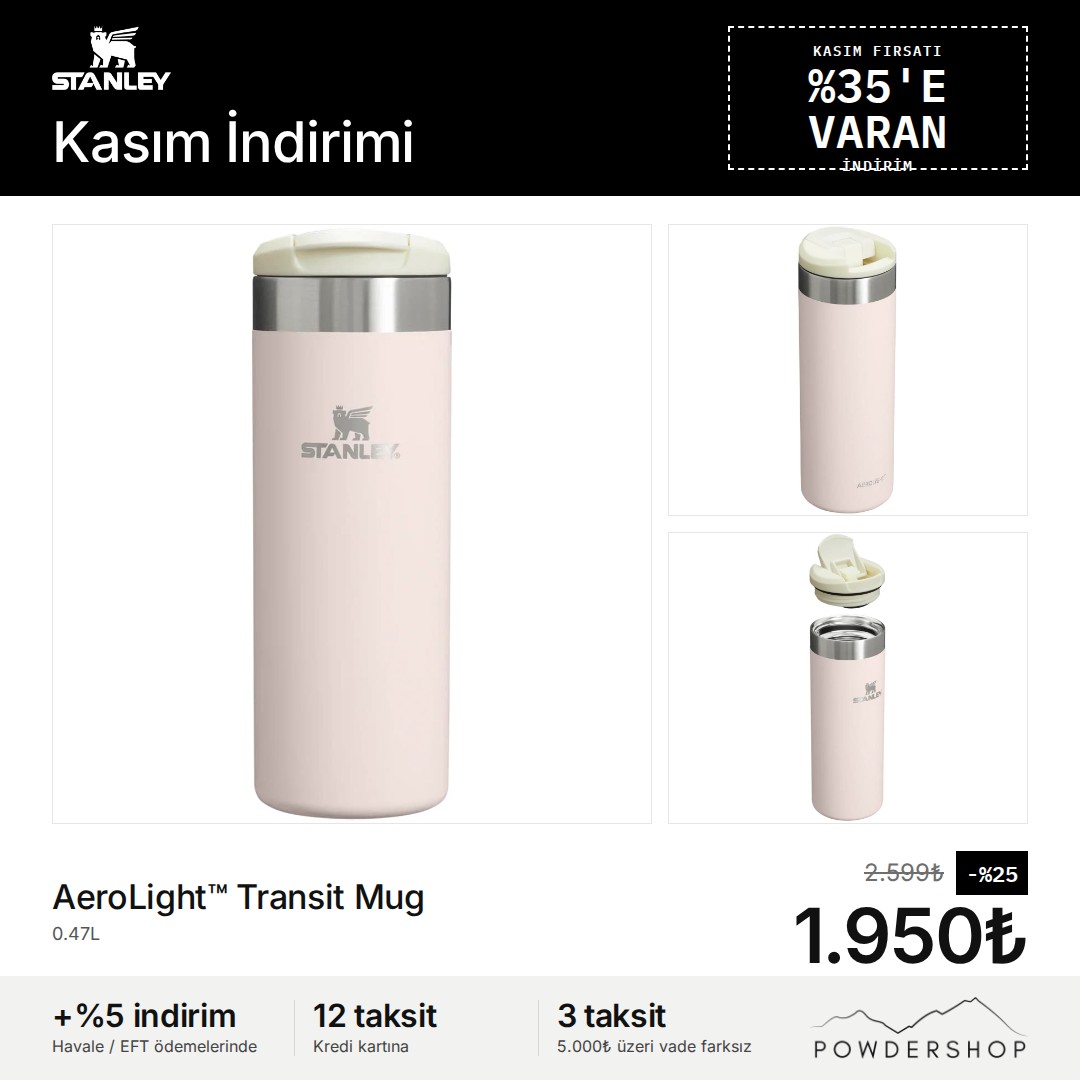 STANLEY
Kasım İndirimi
KASIM FIRSATI
%35'E
VARAN
İNDİRİM
STANLEY
STANLEY
AeroLight™ Transit Mug
0.47L
2.599₺
-%25
1.950₺
+%5 indirim
Havale / EFT ödemelerinde
12 taksit
Kredi kartına
3 taksit
5.000₺ üzeri vade farksız
POWDERSHOP